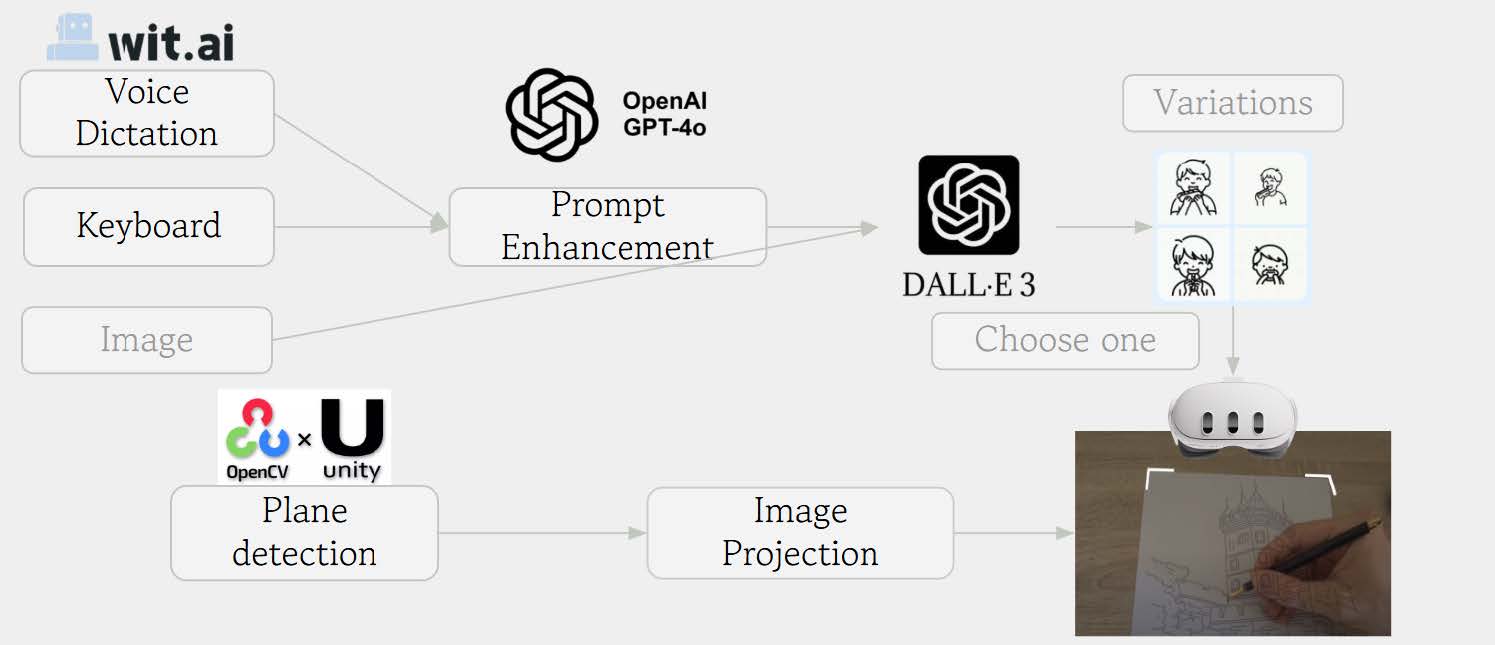 wit.ai
Voice
Dictation
Keyboard
Image
OpenAI
GPT-4o
Prompt
Enhancement
DALL·E 3
Variations
Choose one
OpenCV
×
unity
Plane
detection
Image
Projection